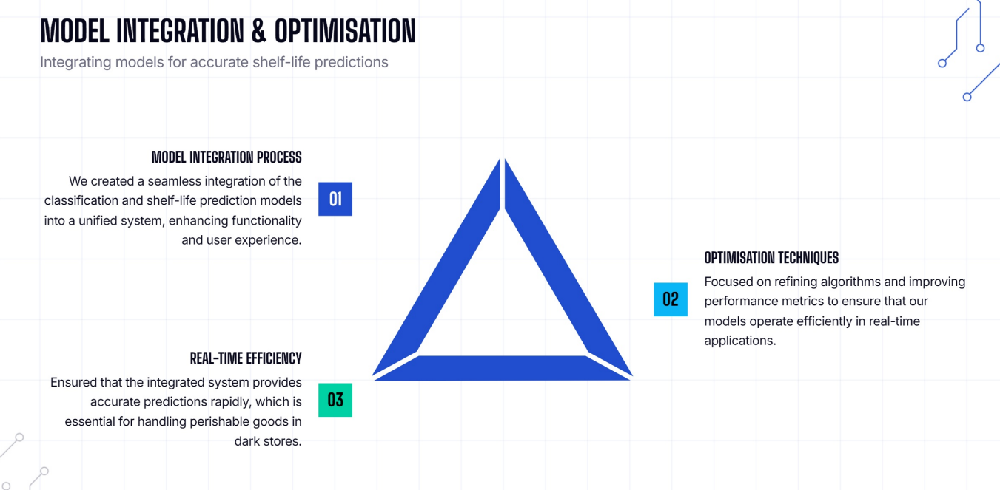 MODEL INTEGRATION & OPTIMISATION
Integrating models for accurate shelf-life predictions
MODEL INTEGRATION PROCESS
We created a seamless integration of the
classification and shelf-life prediction models
into a unified system, enhancing functionality
and user experience.
01
OPTIMISATION TECHNIQUES
Focused on refining algorithms and improving
performance metrics to ensure that our
models operate efficiently in real-time
applications.
02
REAL-TIME EFFICIENCY
Ensured that the integrated system provides
accurate predictions rapidly, which is
essential for handling perishable goods in
dark stores.
03